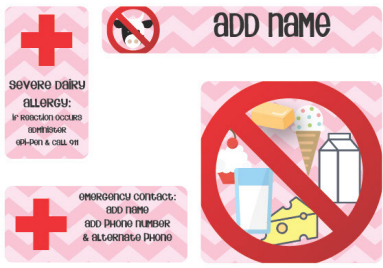 ADD NAME
Severe Dairy
Allergy:
if Reaction occurs
administer
epi-pen & call 911
emergency contact:
add name
add phone number
& alternate phone